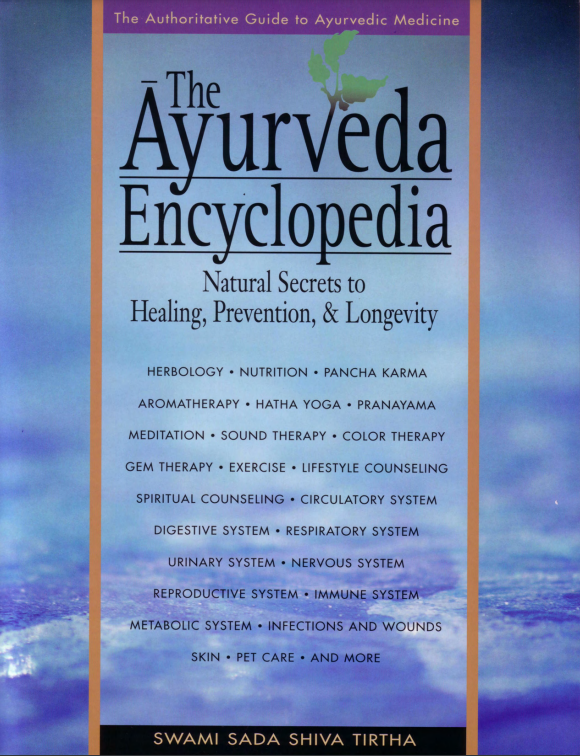 The Authoritative Guide to Ayurvedic Medicine
The
Āyurveda
Encyclopedia
Natural Secrets to
Healing, Prevention, & Longevity
HERBOLOGY • NUTRITION • PANCHA KARMA
AROMATHERAPY • HATHA YOGA • PRANAYAMA
MEDITATION • SOUND THERAPY • COLOR THERAPY
GEM THERAPY • EXERCISE • LIFESTYLE COUNSELING
SPIRITUAL COUNSELING • CIRCULATORY SYSTEM
DIGESTIVE SYSTEM • RESPIRATORY SYSTEM
URINARY SYSTEM • NERVOUS SYSTEM
REPRODUCTIVE SYSTEM • IMMUNE SYSTEM
METABOLIC SYSTEM • INFECTIONS AND WOUNDS
SKIN • PET CARE • AND MORE
SWAMI SADA SHIVA TIRTHA